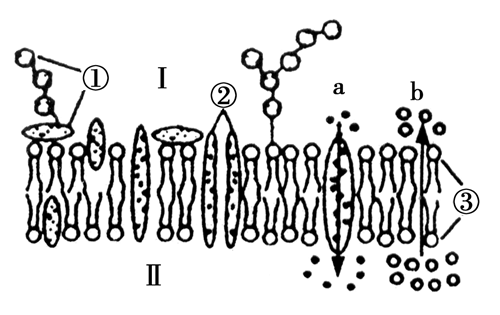 ① Ⅰ
②
a b
③
Ⅱ